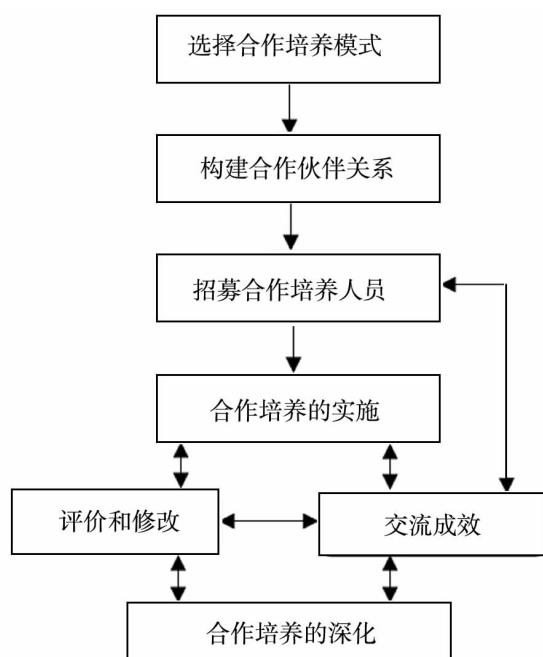 选择合作培养模式
构建合作伙伴关系
招募合作培养人员
合作培养的实施
评价和修改
交流成效
合作培养的深化